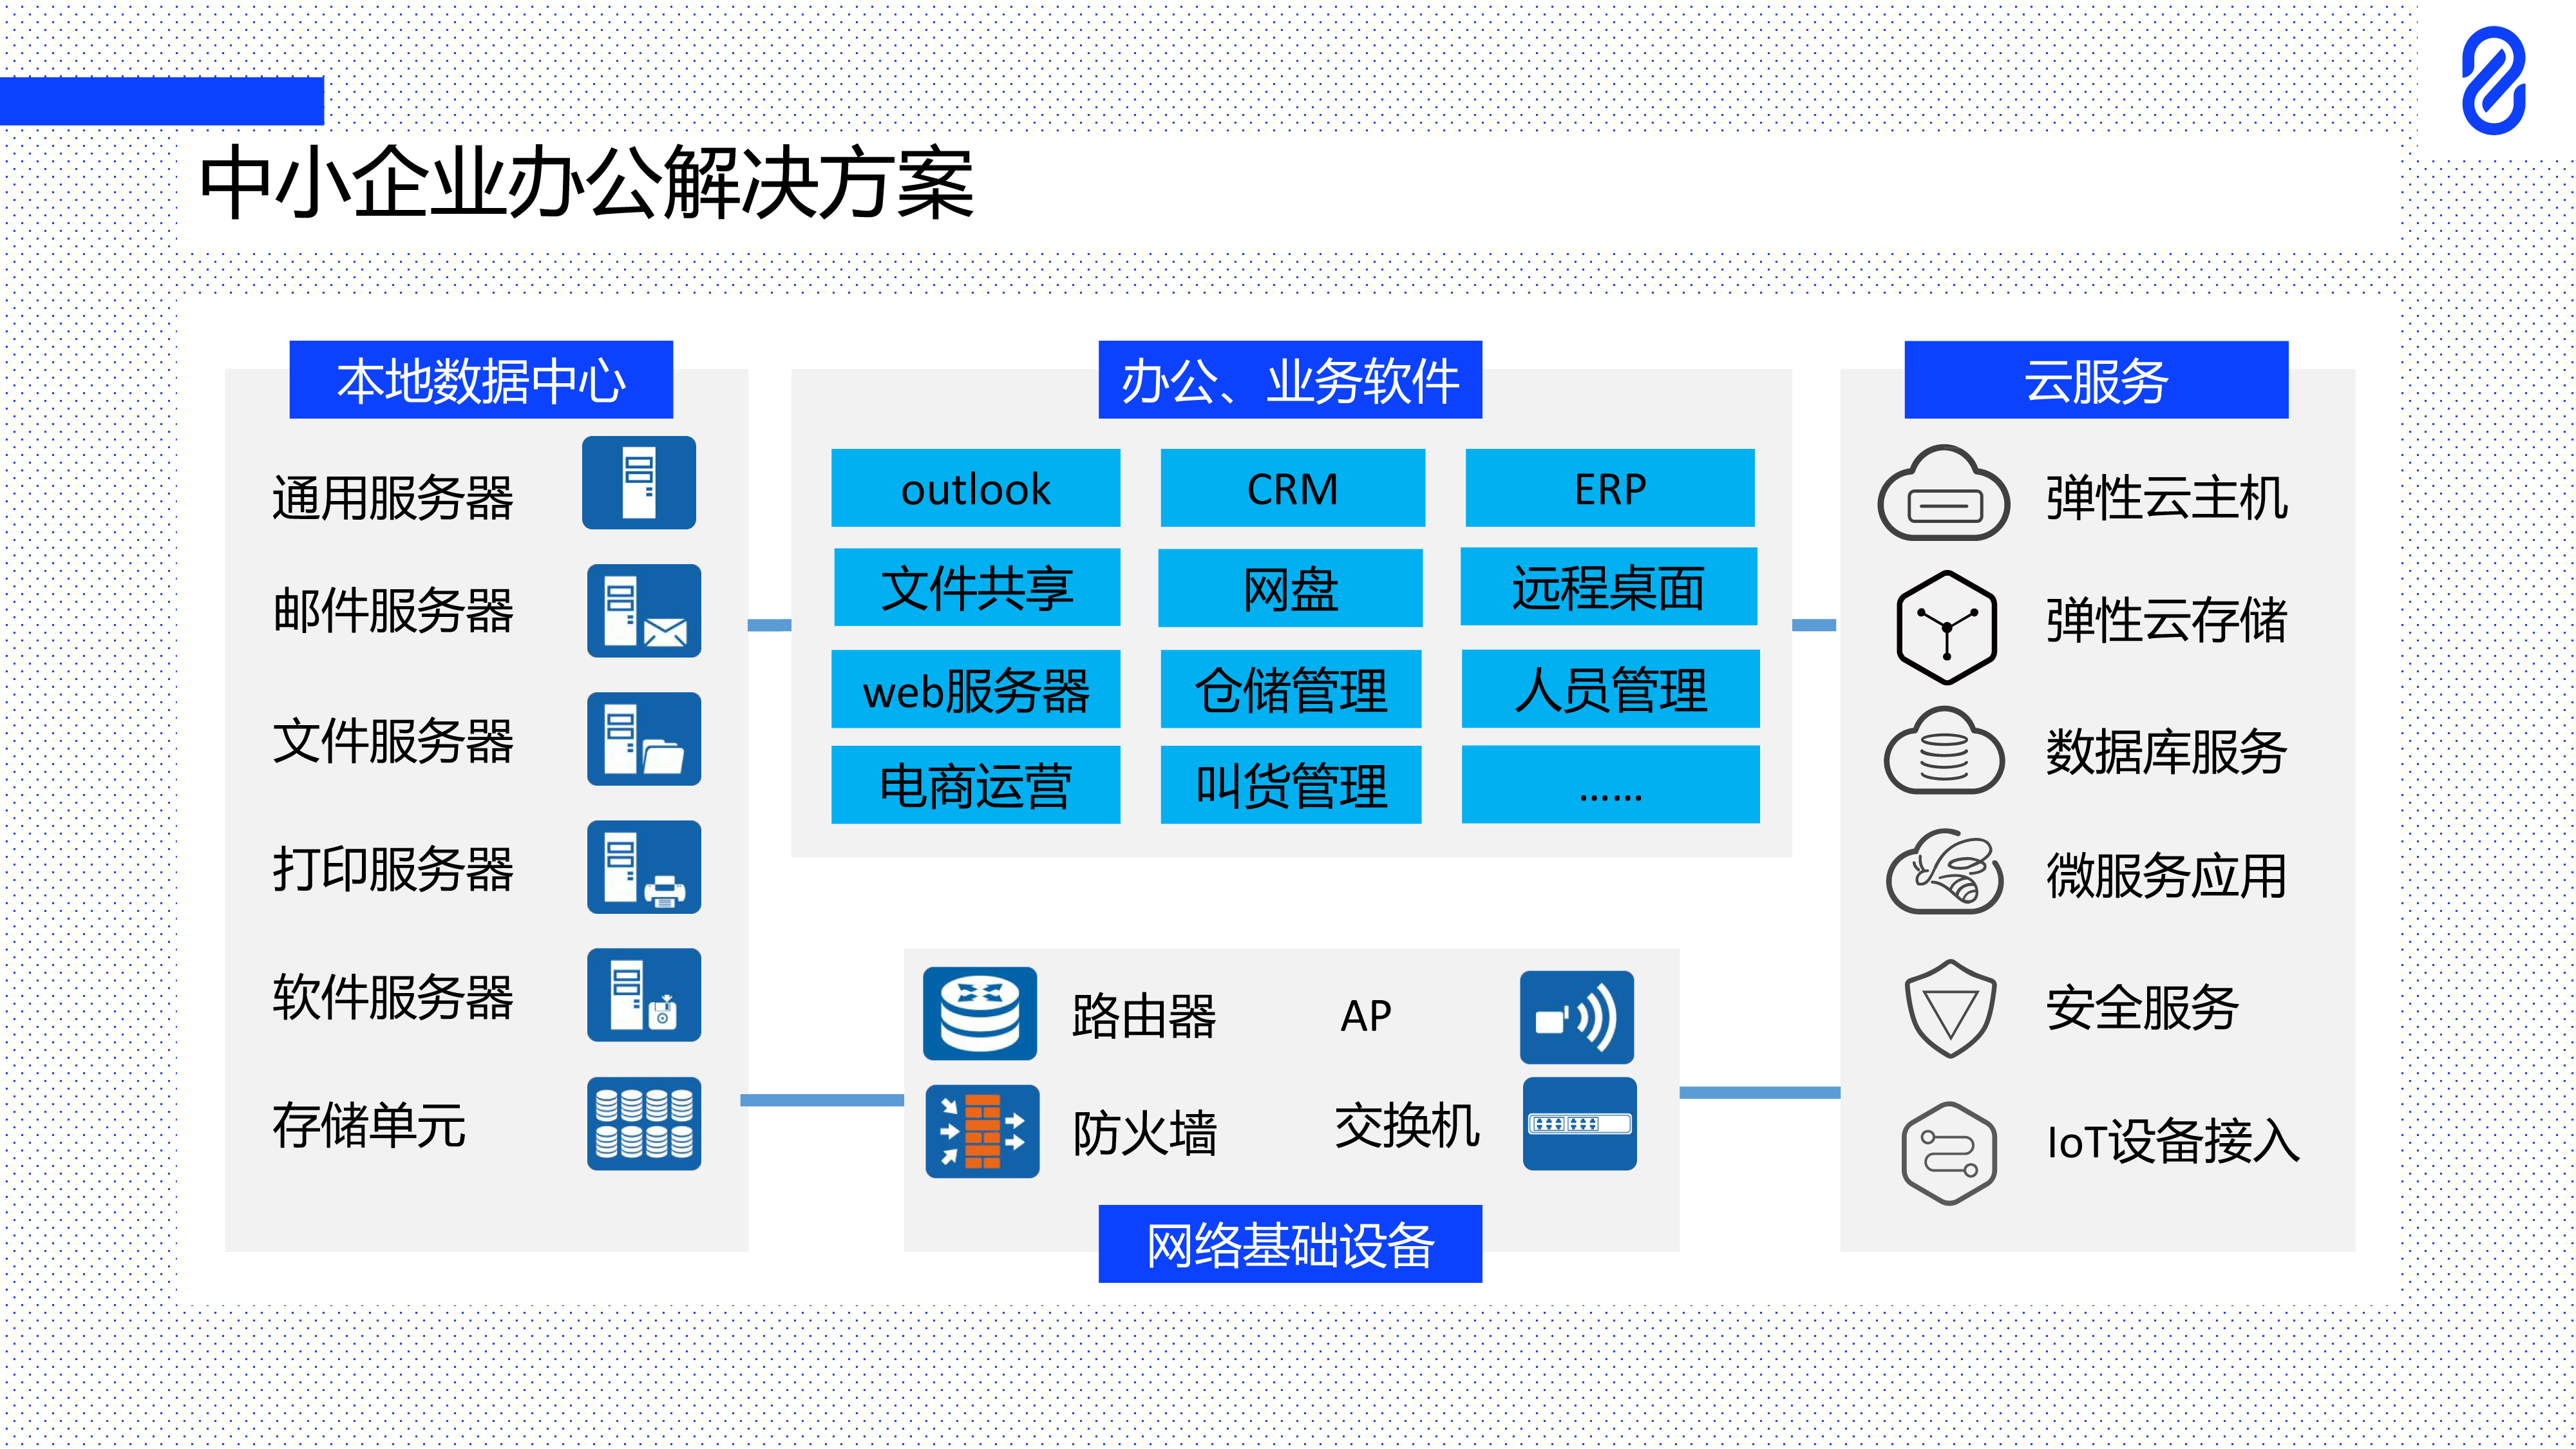 中小企业办公解决方案
本地数据中心
通用服务器
邮件服务器
文件服务器
打印服务器
软件服务器
存储单元
办公、业务软件
outlook
CRM
ERP
文件共享
网盘
远程桌面
web服务器
仓储管理
人员管理
电商运营
叫货管理
......
路由器
AP
防火墙
交换机
网络基础设备
云服务
弹性云主机
弹性云存储
数据库服务
微服务应用
安全服务
IoT设备接入